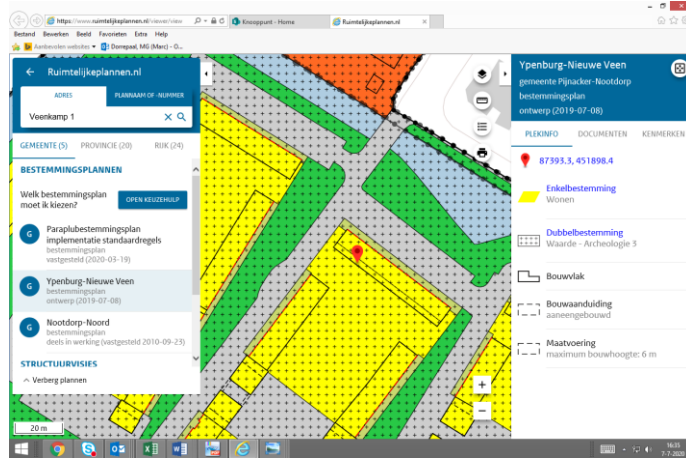 https://www.ruimtelijkeplannen.nl/viewer/view
Knooppunt - Home
Ruimtelijkeplannen.nl
Bestand Bewerken Beeld Favorieten Extra Help
Aanbevolen websites
Dorrepaal, MG (Marc) - O...
Ruimtelijkeplannen.nl
ADRES
PLANNAAM OF -NUMMER
Veenkamp 1
GEMEENTE (5) PROVINCIE (20) RIJK (24)
BESTEMMINGSPLANNEN
Welk bestemmingsplan
moet ik kiezen?
OPEN KEUZEHULP
G
Paraplubestemmingsplan
implementatie standaardregels
bestemmingsplan
vastgesteld (2020-03-19)
G
Ypenburg-Nieuwe Veen
bestemmingsplan
ontwerp (2019-07-08)
G
Nootdorp-Noord
bestemmingsplan
deels in werking (vastgesteld 2010-09-23)
STRUCTUURVISIES
Verberg plannen
20 m
+
−
Ypenburg-Nieuwe Veen
gemeente Pijnacker-Nootdorp
bestemmingsplan
ontwerp (2019-07-08)
PLEKINFO DOCUMENTEN KENMERKEN
87393.3, 451898.4
Enkelbestemming
Wonen
Dubbelbestemming
Waarde - Archeologie 3
Bouwvlak
Bouwaanduiding
aaneengebouwd
Maatvoering
maximum bouwhoogte: 6 m
16:35
7-7-2020